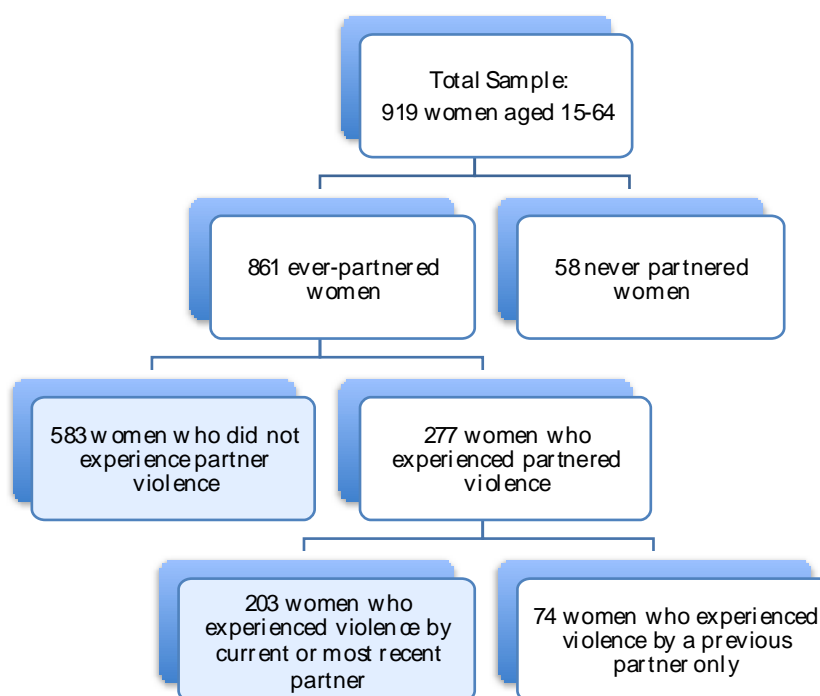 Total Sample:
919 women aged 15-64
861 ever-partnered
women
58 never partnered
women
583 women who did not
experience partner
violence
277 women who
experienced partnered
violence
203 women who
experienced violence by
current or most recent
partner
74 women who experienced
violence by a previous
partner only